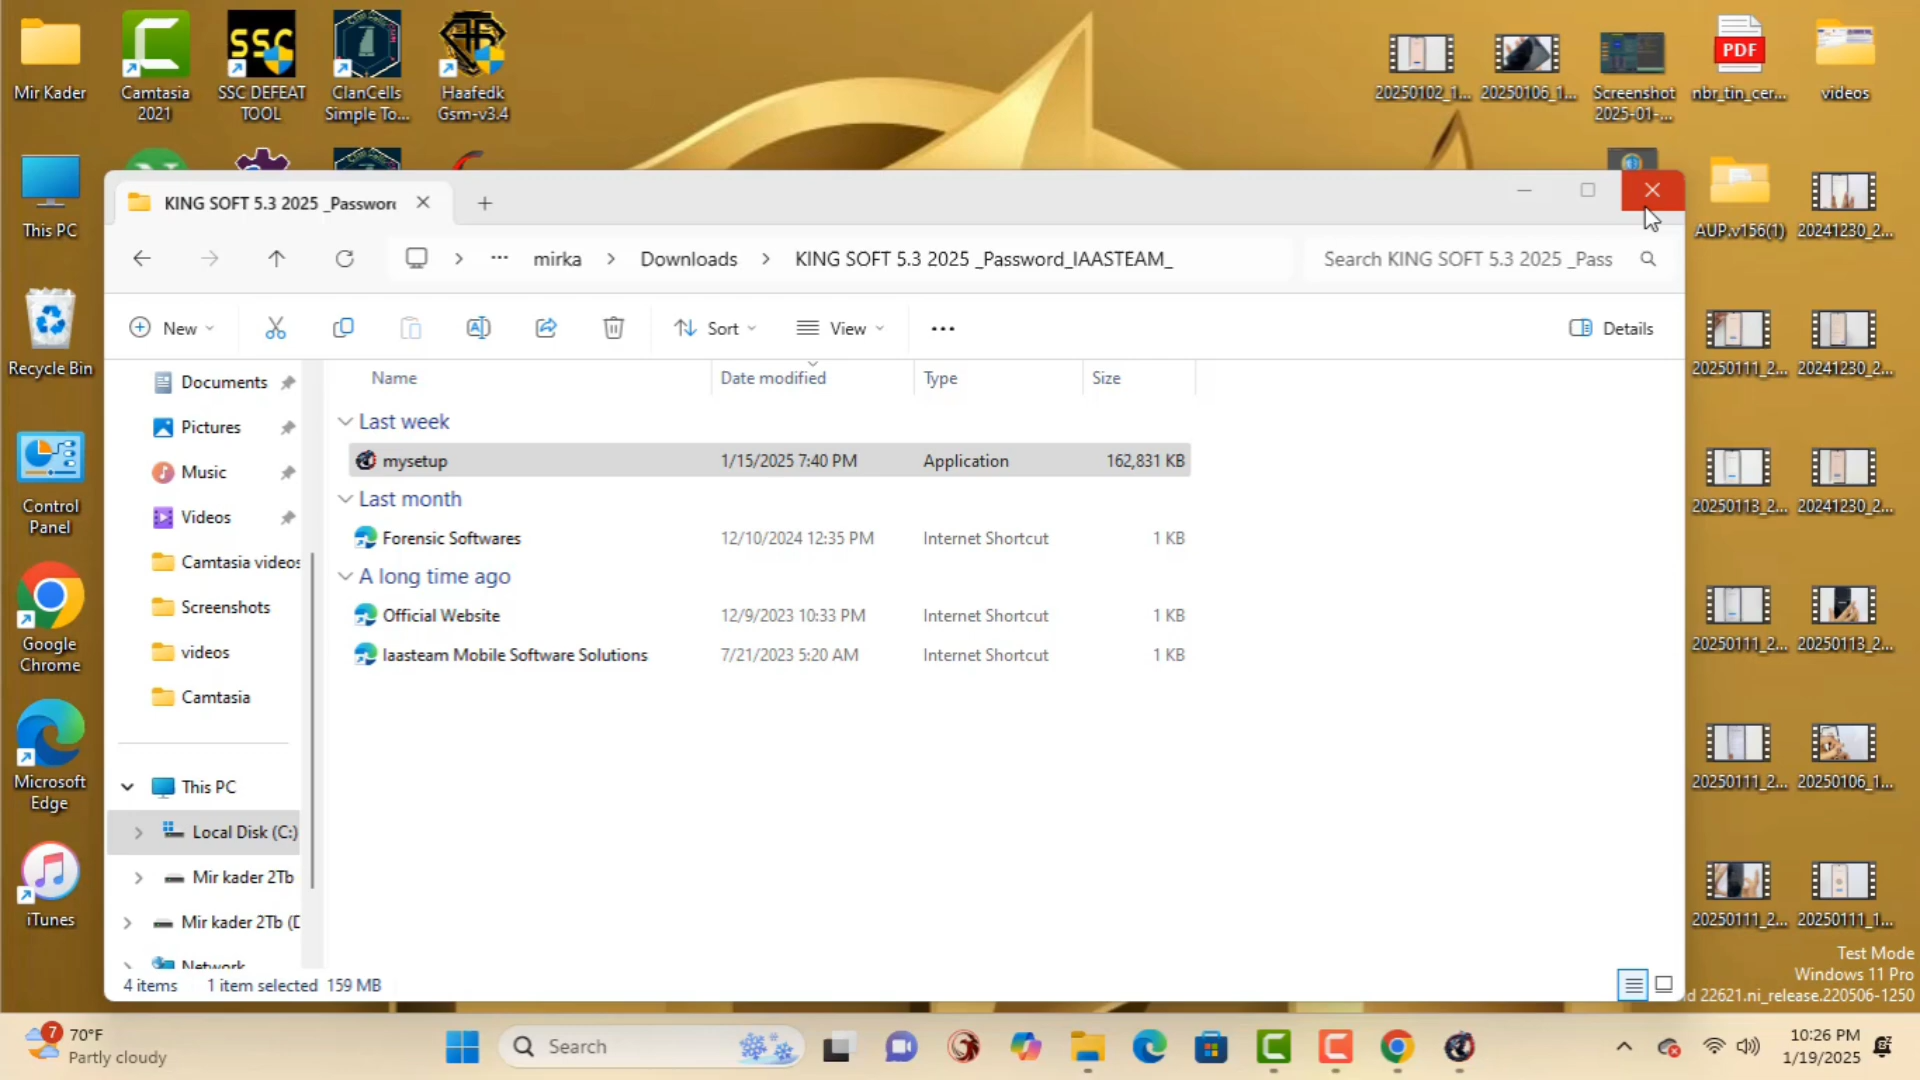 Mir Kader
Camtasia
2021
SSC DEFEAT
TOOL
ClanCells
Simple To...
Haafedk
Gsm-v3.4
20250102_1...
20250106_1...
Screenshot
2025-01-...
PDF
nbr_tin_cer...
videos
This PC
KING SOFT 5.3 2025 _Password
AUP.v156(1)
20241230_2...
mirka
Downloads
KING SOFT 5.3 2025 _Password_IAASTEAM_
Search KING SOFT 5.3 2025 _Pass
New
Sort
View
Details
Recycle Bin
20250111_2...
20241230_2...
Documents
Pictures
Music
Videos
Camtasia videos
Screenshots
videos
Camtasia
This PC
Local Disk (C:)
Mir kader 2Tb
Mir kader 2Tb (D
Network
Name Date modified Type Size
Last week
mysetup 1/15/2025 7:40 PM Application 162,831 KB
Last month
Forensic Softwares 12/10/2024 12:35 PM Internet Shortcut 1 KB
A long time ago
Official Website 12/9/2023 10:33 PM Internet Shortcut 1 KB
Iaasteam Mobile Software Solutions 7/21/2023 5:20 AM Internet Shortcut 1 KB
Control
Panel
Google
Chrome
Microsoft
Edge
iTunes
20250113_2...
20241230_2...
20250111_2...
20250113_2...
20250111_2...
20250106_1...
20250111_2...
20250111_1...
4 items 1 item selected 159 MB
Test Mode
Windows 11 Pro
d 22621.ni_release.220506-1250
7
70°F
Partly cloudy
Search
10:26 PM
1/19/2025